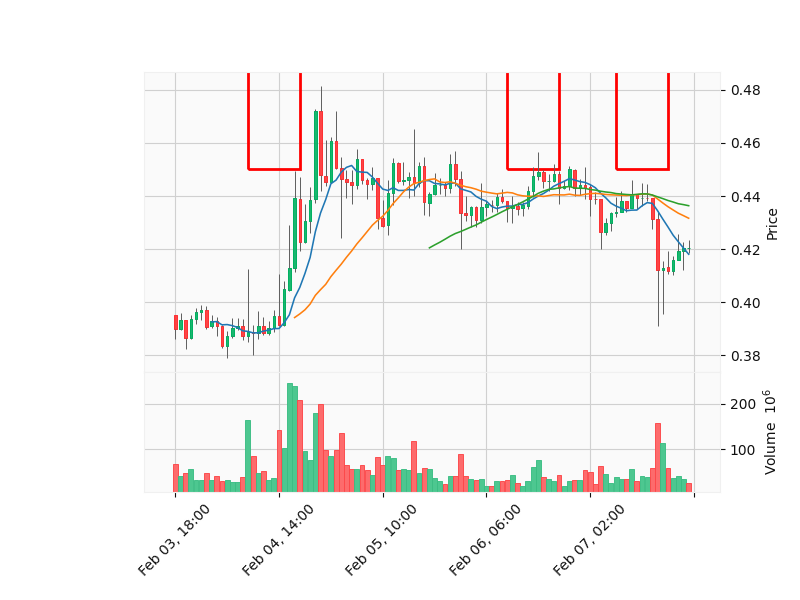 0.48
0.46
0.44
0.42
0.40
0.38
Price
200
100
Volume 10^6
Feb 03, 18:00
Feb 04, 14:00
Feb 05, 10:00
Feb 06, 06:00
Feb 07, 02:00